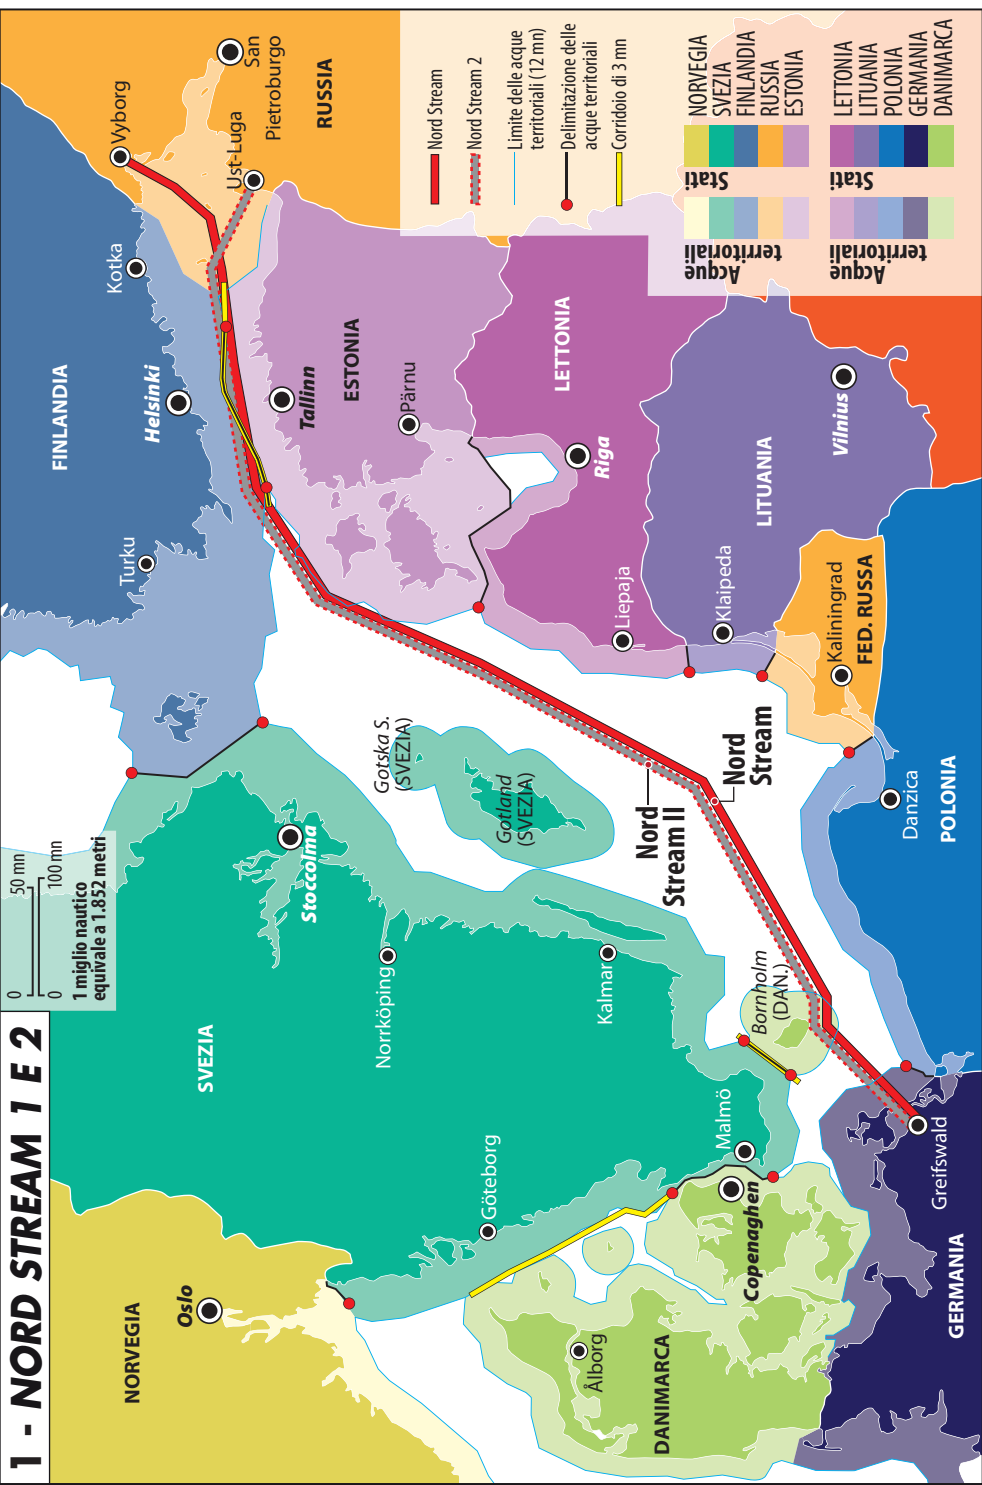 1 - NORD STREAM 1 E 2
0 50 mn
0 100 mn
1 miglio nautico
equivale a 1.852 metri
NORVEGIA
Oslo
SVEZIA
Göteborg
Malmö
Norrköping
Kalmar
Stoccolma
Gotska S.
(SVEZIA)
Gotland
(SVEZIA)
Bornholm
(DAN.)
DANIMARCA
Ålborg
Copenaghen
GERMANIA
Greifswald
POLONIA
Danzica
Nord
Stream II
Nord
Stream
FINLANDIA
Turku
Helsinki
Kotka
Vyborg
San
Pietroburgo
Ust-Luga
RUSSIA
Tallinn
ESTONIA
Pärnu
LETTONIA
Riga
Liepaja
LITUANIA
Klaipeda
Vilnius
Kaliningrad
FED. RUSSA
Nord Stream
Nord Stream 2
Limite delle acque
territoriali (12 mn)
Delimitazione delle
acque territoriali
Corridoio di 3 mn
Acque
territoriali
Stati
NORVEGIA
SVEZIA
FINLANDIA
RUSSIA
ESTONIA
Acque
territoriali
Stati
LETTONIA
LITUANIA
POLONIA
GERMANIA
DANIMARCA